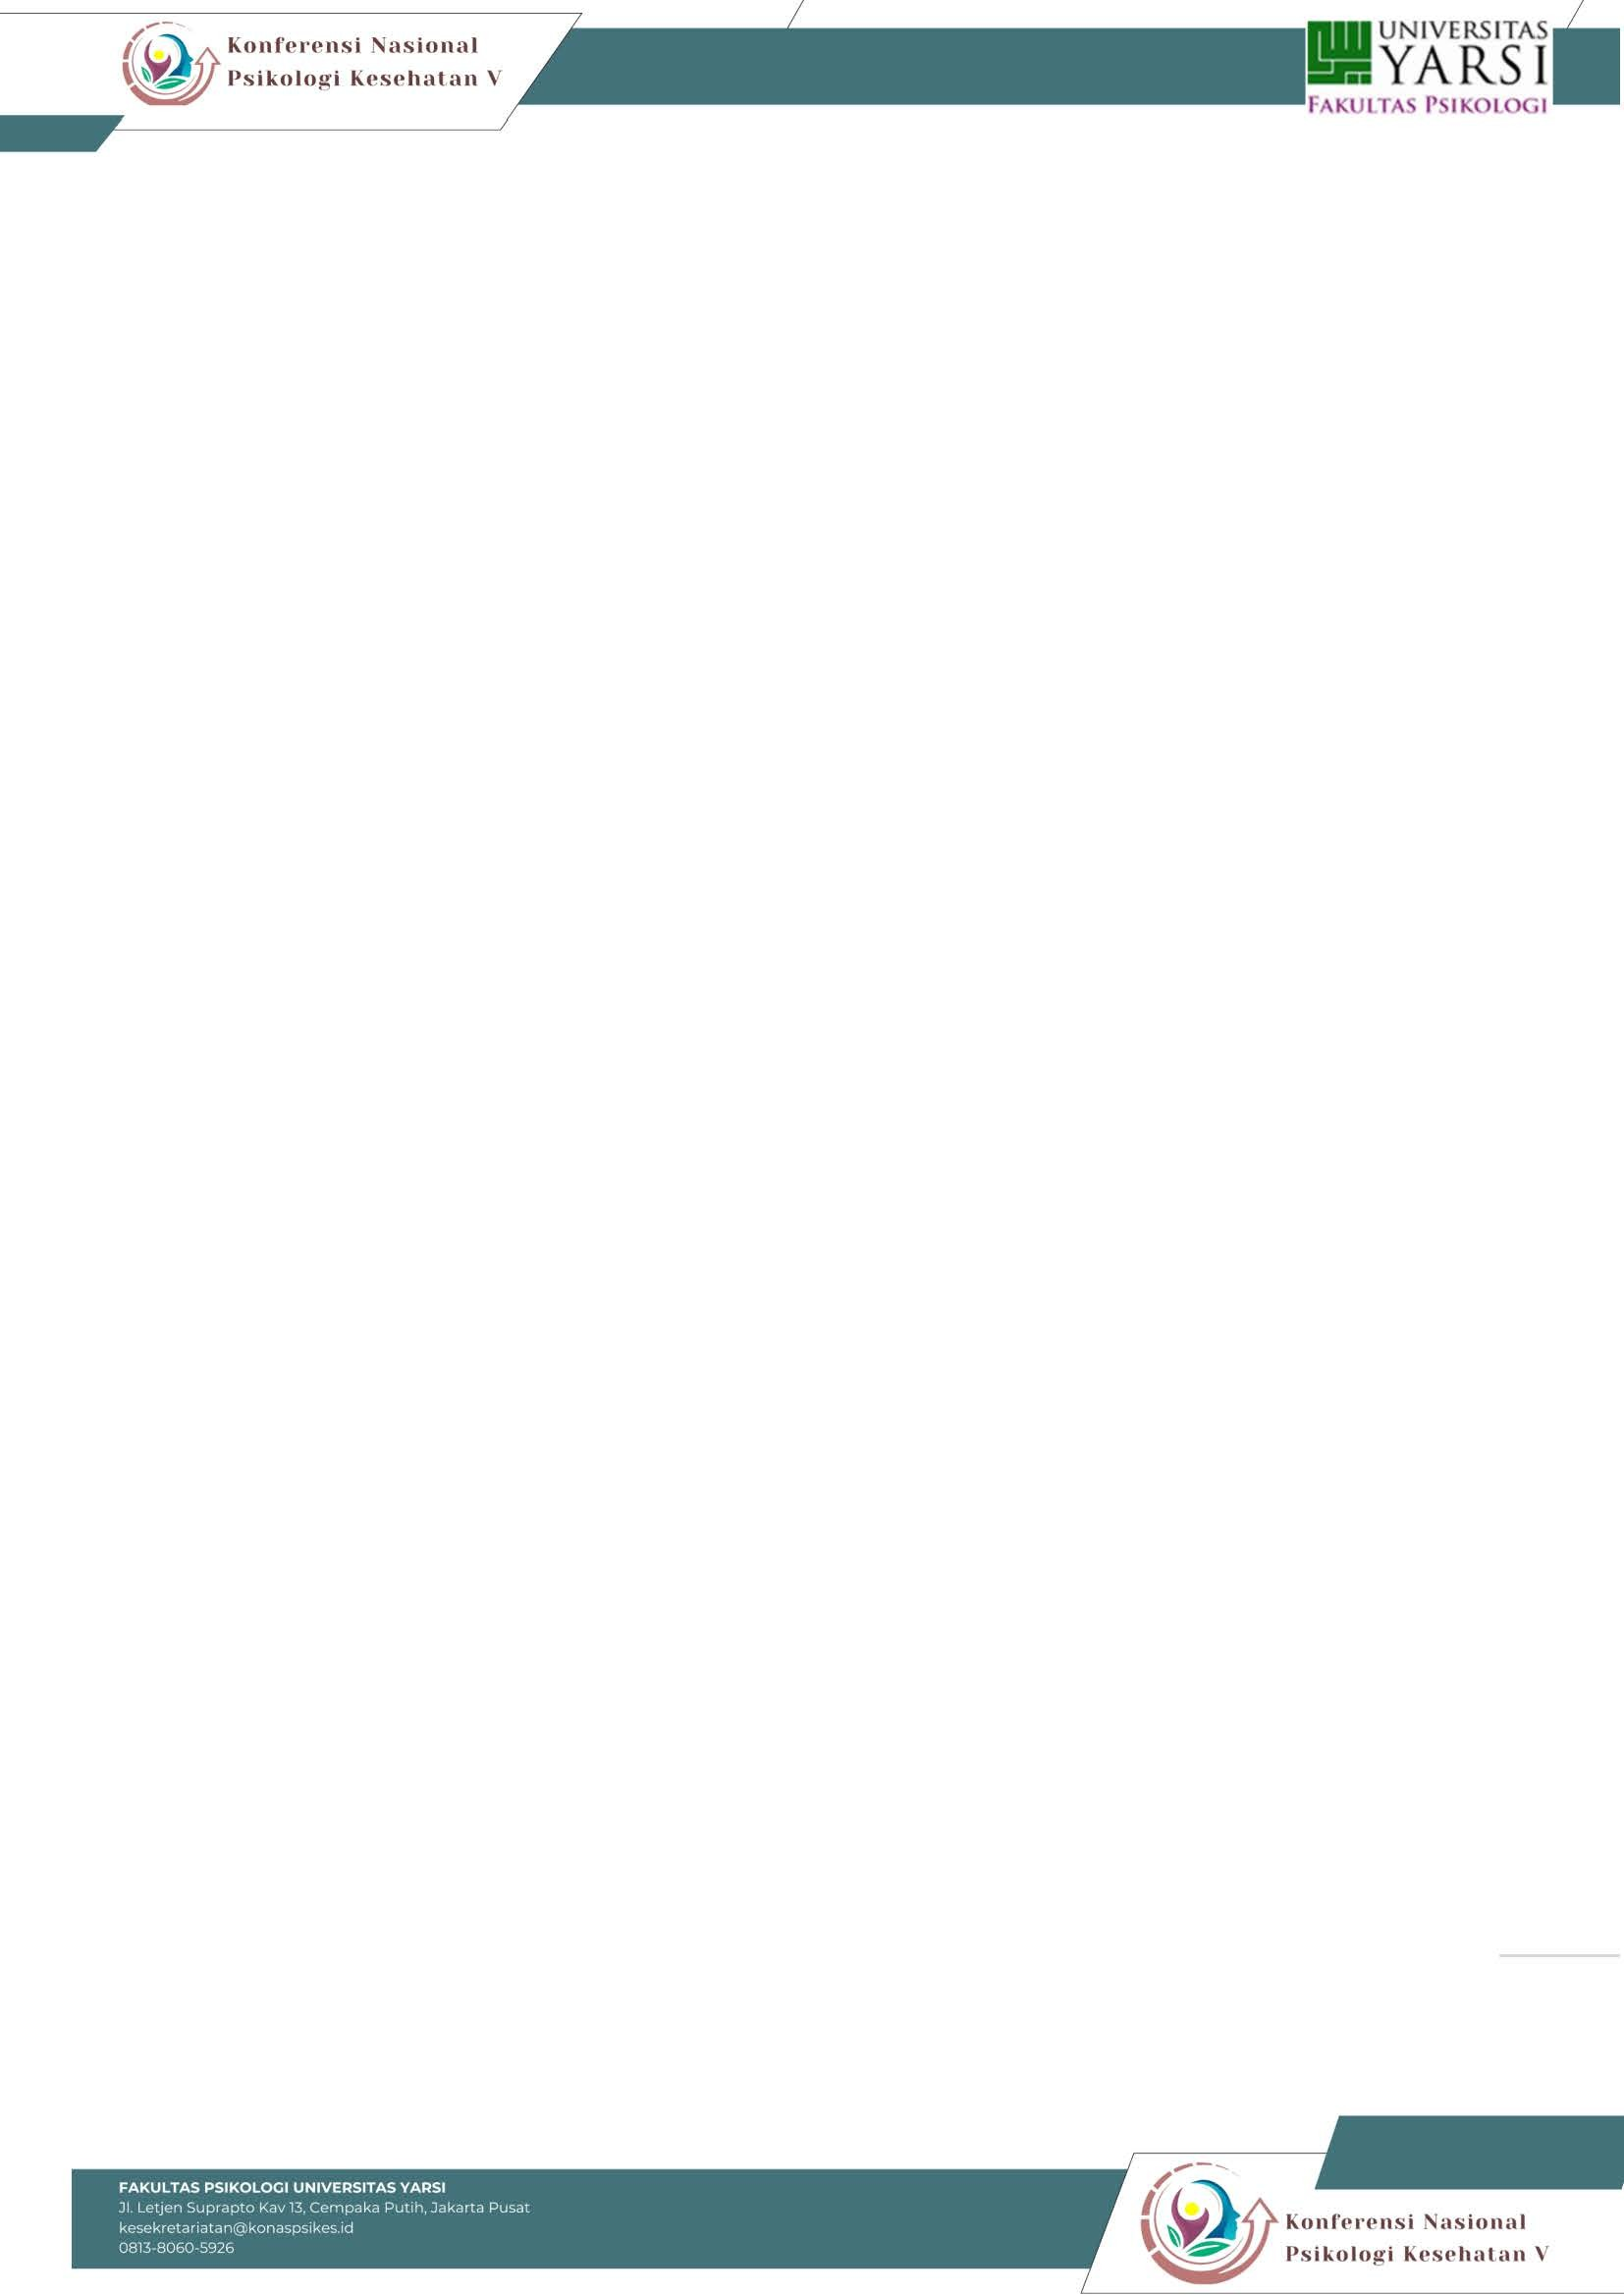 Konferensi Nasional
Psikologi Kesehatan V
UNIVERSITAS
YARSI
FAKULTAS PSIKOLOGI
FAKULTAS PSIKOLOGI UNIVERSITAS YARSI
Jl. Letjen Suprapto Kav 13, Cempaka Putih, Jakarta Pusat
kesekretariatan@konaspsikes.id
0813-8060-5926
Konferensi Nasional
Psikologi Kesehatan V